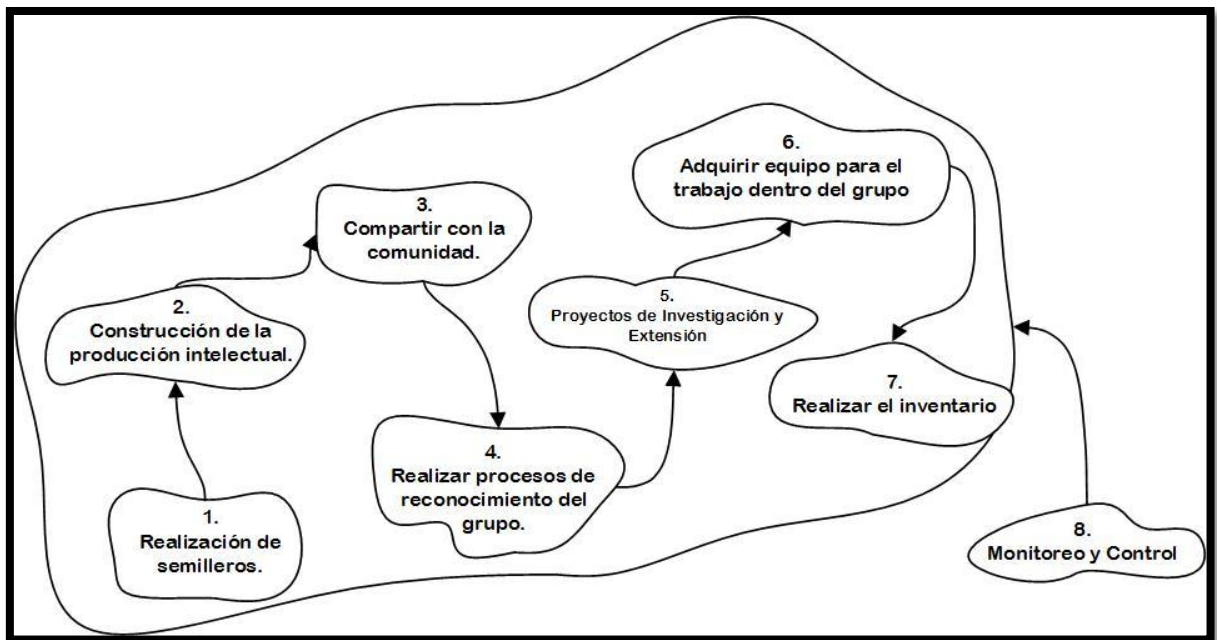 1.
Realización de
semilleros.
2.
Construcción de la
producción intelectual.
3.
Compartir con la
comunidad.
4.
Realizar procesos de
reconocimiento del
grupo.
5.
Proyectos de Investigación y
Extensión
6.
Adquirir equipo para el
trabajo dentro del grupo
7.
Realizar el inventario
8.
Monitoreo y Control